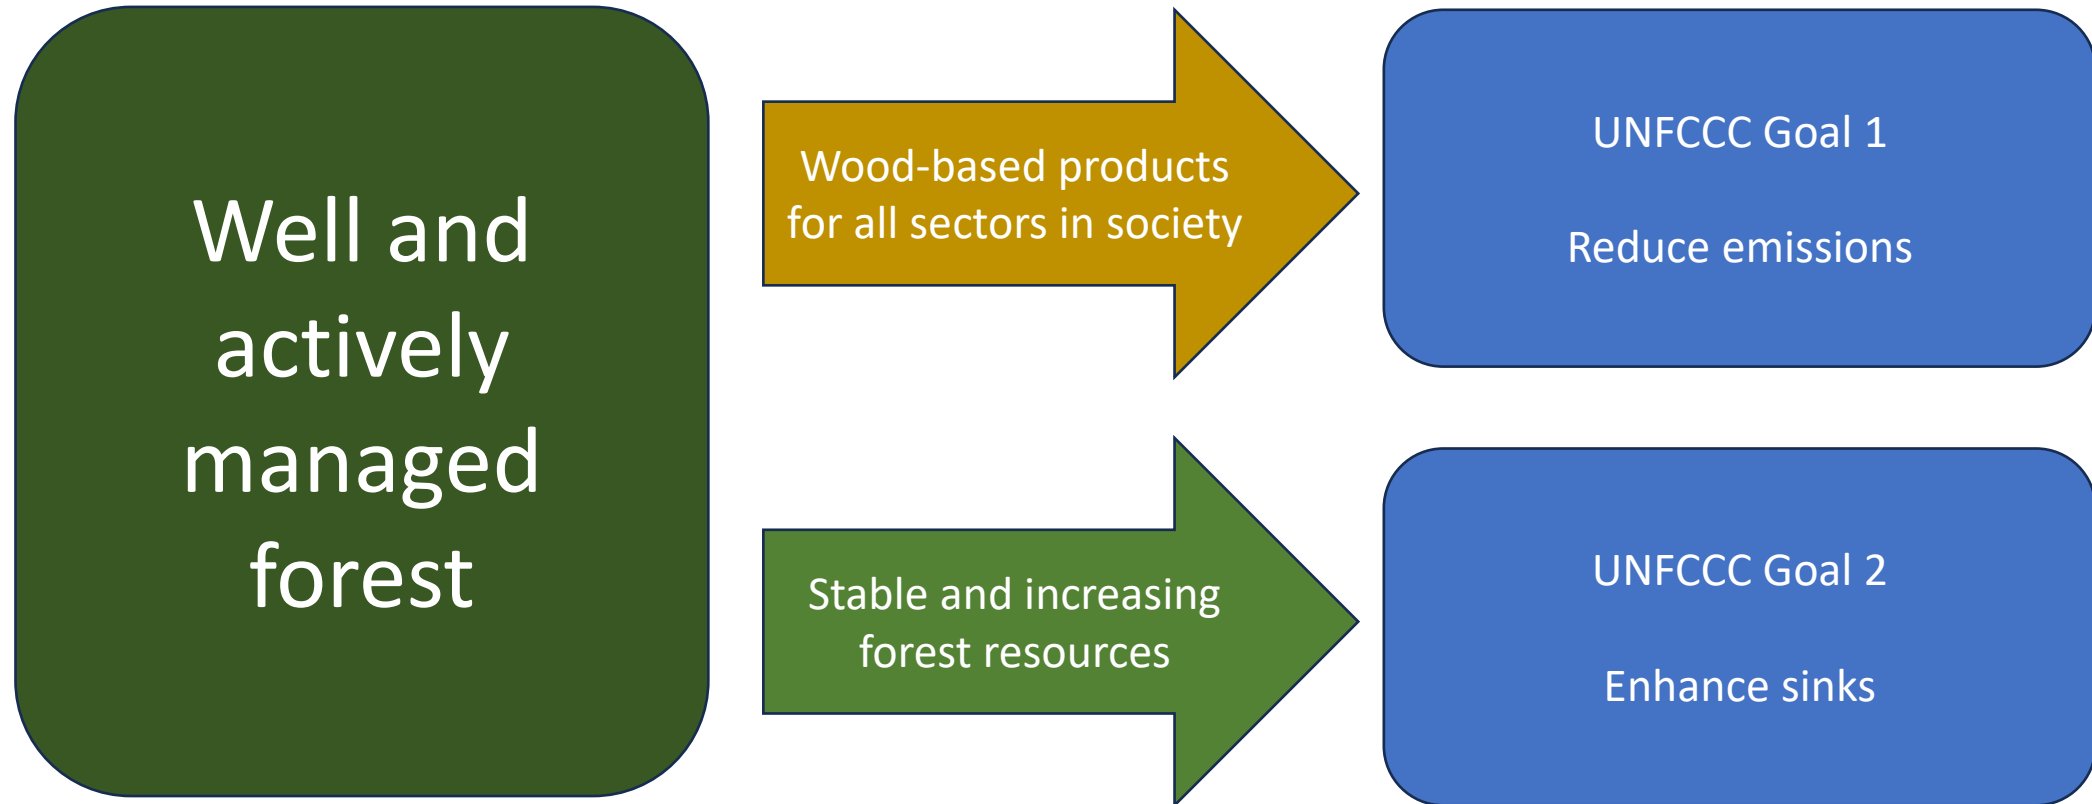 Well and
actively
managed
forest
Wood-based products
for all sectors in society
UNFCCC Goal 1
Reduce emissions
Stable and increasing
forest resources
UNFCCC Goal 2
Enhance sinks